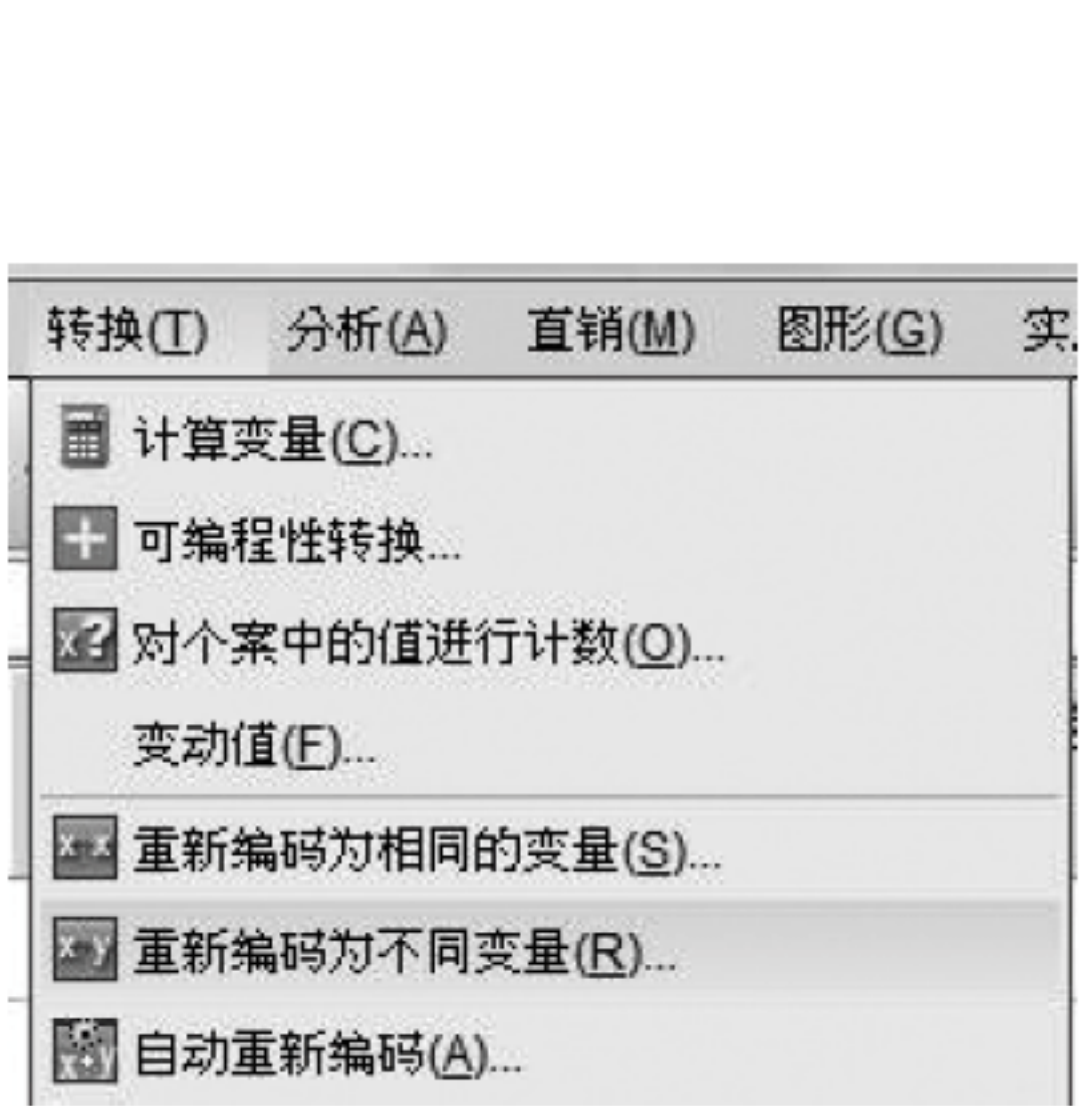 转换(T) 分析(A) 直销(M) 图形(G) 实
计算变量(C)...
可编程性转换...
对个案中的值进行计数(O)...
变动值(F)...
重新编码为相同的变量(S)...
重新编码为不同变量(R)...
自动重新编码(A)...